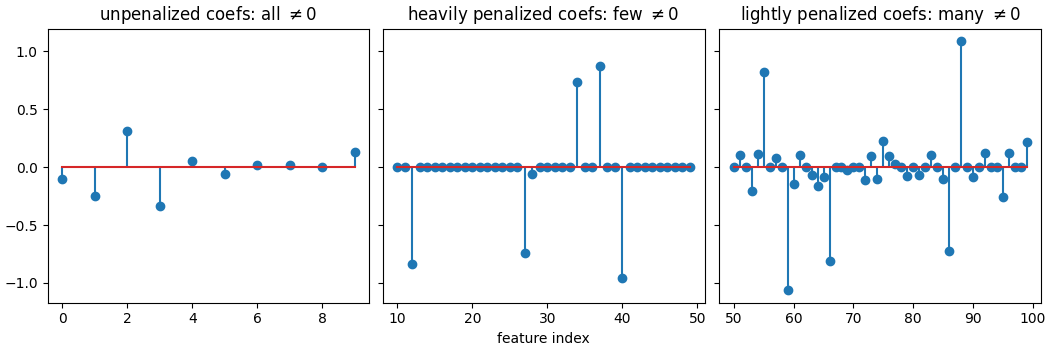 unpenalized coefs: all ≠0
heavily penalized coefs: few ≠0
lightly penalized coefs: many ≠0
1.0
0.5
0.0
−0.5
−1.0
0 2 4 6 8
10 20 30 40 50
50 60 70 80 90 100
feature index